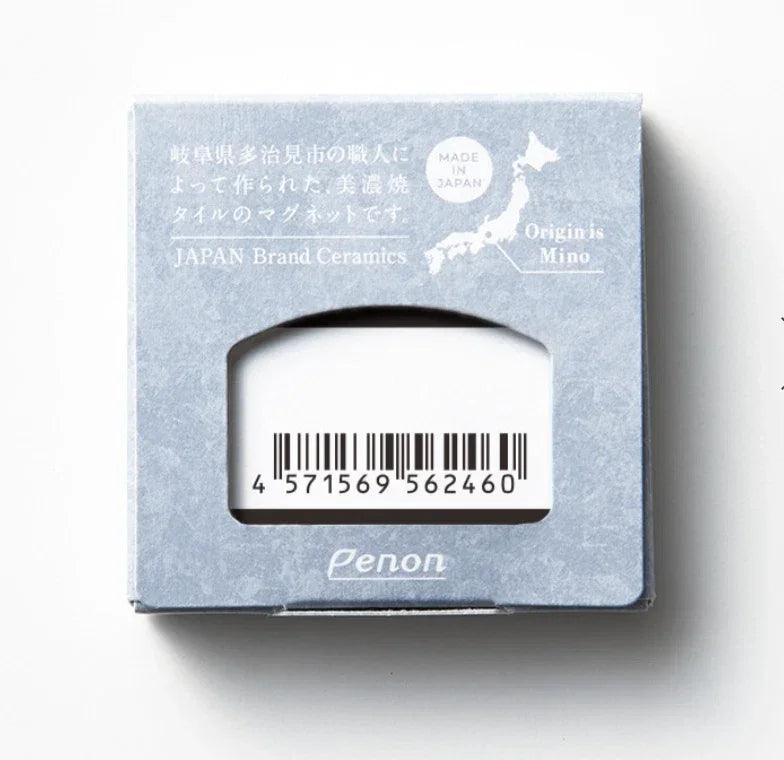 岐阜県多治見市の職人に
よって作られた、美濃焼
タイルのマグネットです。
JAPAN Brand Ceramics
MADE
IN
JAPAN
Origin is
Mino
4 571569 562460
Penon